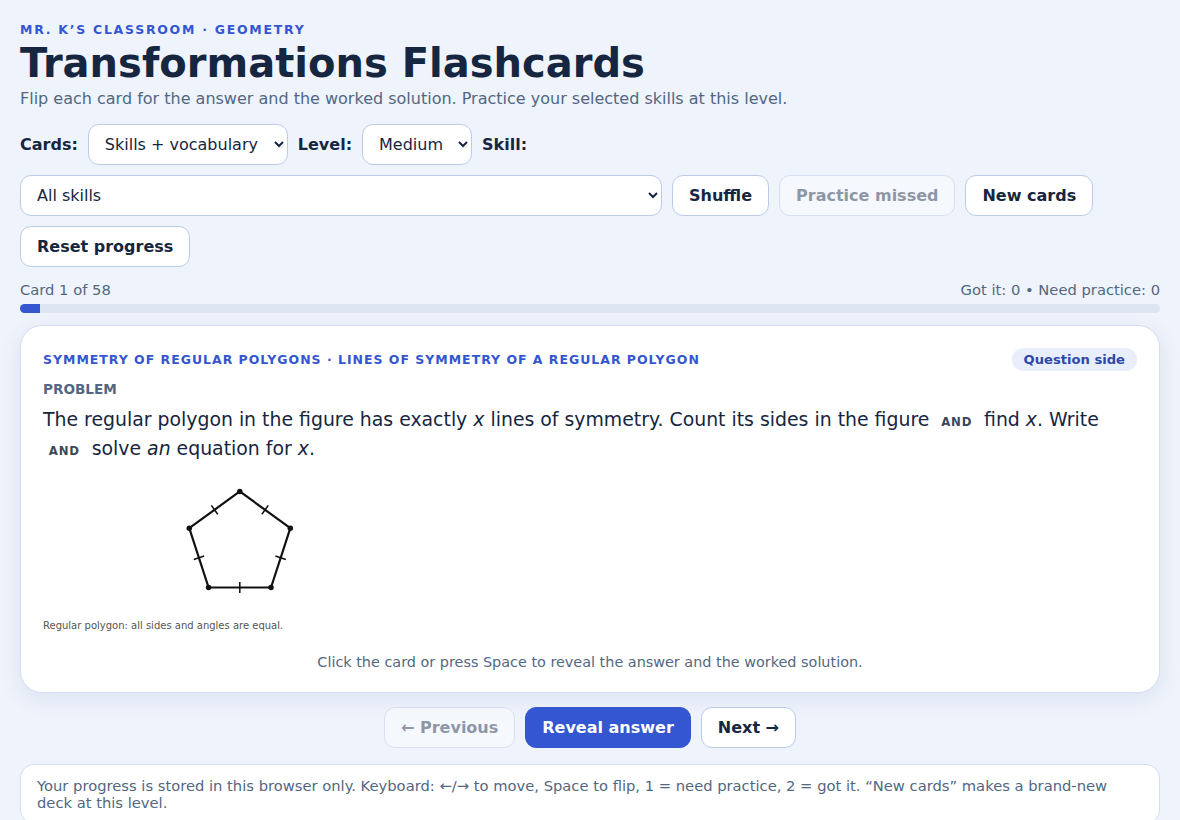 MR. K’S CLASSROOM · GEOMETRY
Transformations Flashcards
Flip each card for the answer and the worked solution. Practice your selected skills at this level.
Cards: Skills + vocabulary Level: Medium Skill:
All skills Shuffle Practice missed New cards
Reset progress
Card 1 of 58 Got it: 0 • Need practice: 0
SYMMETRY OF REGULAR POLYGONS · LINES OF SYMMETRY OF A REGULAR POLYGON Question side
PROBLEM
The regular polygon in the figure has exactly x lines of symmetry. Count its sides in the figure AND find x. Write
AND solve an equation for x.
Regular polygon: all sides and angles are equal.
Click the card or press Space to reveal the answer and the worked solution.
← Previous Reveal answer Next →
Your progress is stored in this browser only. Keyboard: ←/→ to move, Space to flip, 1 = need practice, 2 = got it. “New cards” makes a brand-new
deck at this level.